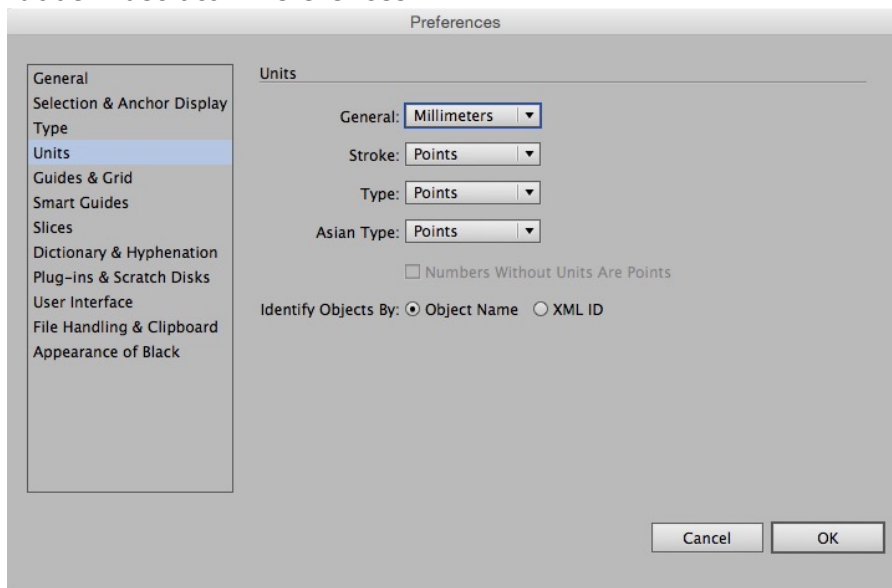 Preferences
General
Selection & Anchor Display
Type
Units
Guides & Grid
Smart Guides
Slices
Dictionary & Hyphenation
Plug-ins & Scratch Disks
User Interface
File Handling & Clipboard
Appearance of Black
Units
General: Millimeters
Stroke: Points
Type: Points
Asian Type: Points
Numbers Without Units Are Points
Identify Objects By: Object Name XML ID
Cancel OK